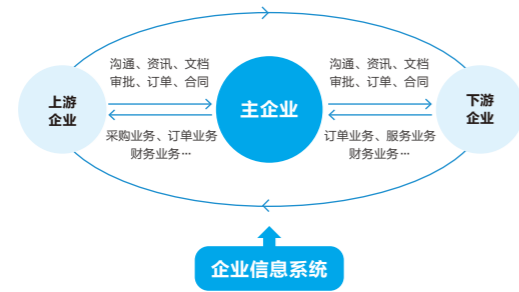 沟通、资讯、文档
审批、订单、合同
沟通、资讯、文档
审批、订单、合同
上游
企业
主企业
下游
企业
采购业务、订单业务
财务业务…
订单业务、服务业务
财务业务…
企业信息系统